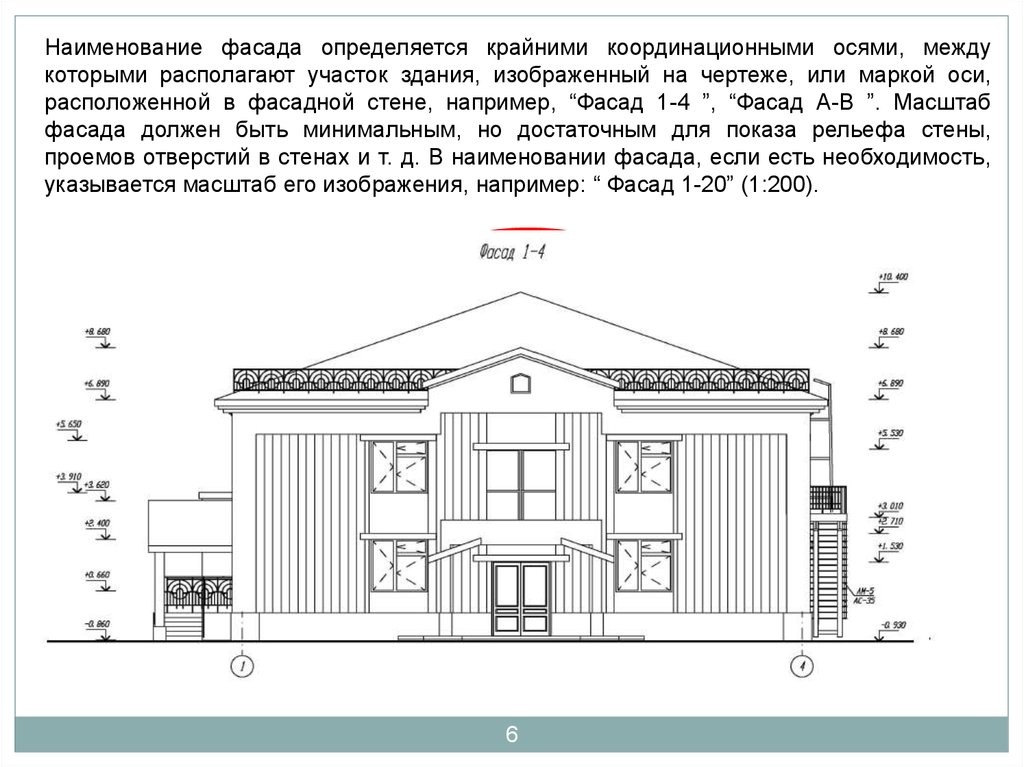 Наименование фасада определяется крайними координационными осями, между
которыми располагают участок здания, изображенный на чертеже, или маркой оси,
расположенной в фасадной стене, например, “Фасад 1-4 ”, “Фасад А-В ”. Масштаб
фасада должен быть минимальным, но достаточным для показа рельефа стены,
проемов отверстий в стенах и т. д. В наименовании фасада, если есть необходимость,
указывается масштаб его изображения, например: “ Фасад 1-20” (1:200).
Фасад 1-4
+10.400
+8.680
+8.680
+6.890
+6.890
+5.650
+5.530
+3.910
+3.620
+3.010
+2.400
+2.710
+1.530
+0.660
АМ-5
АС-35
-0.860
-0.930
1
4
6